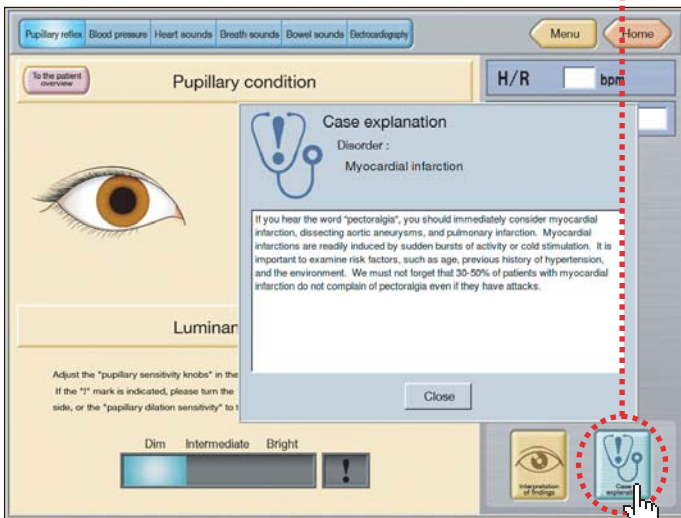 Pupillary reflex Blood pressure Heart sounds Breath sounds Bowel sounds Electrocardiography
Menu
Home
To the patient
overview
Pupillary condition
H/R bpm
Case explanation
Disorder :
Myocardial infarction
If you hear the word "pectoralgia", you should immediately consider myocardial
infarction, dissecting aortic aneurysms, and pulmonary infarction. Myocardial
infarctions are readily induced by sudden bursts of activity or cold stimulation. It is
important to examine risk factors, such as age, previous history of hypertension,
and the environment. We must not forget that 30-50% of patients with myocardial
infarction do not complain of pectoralgia even if they have attacks.
Close
Luminan
Adjust the "pupillary sensitivity knobs" in the
If the "!" mark is indicated, please turn the
side, or the "papillary dilation sensitivity" to
Dim Intermediate Bright
!
Interpretation
of findings
Case